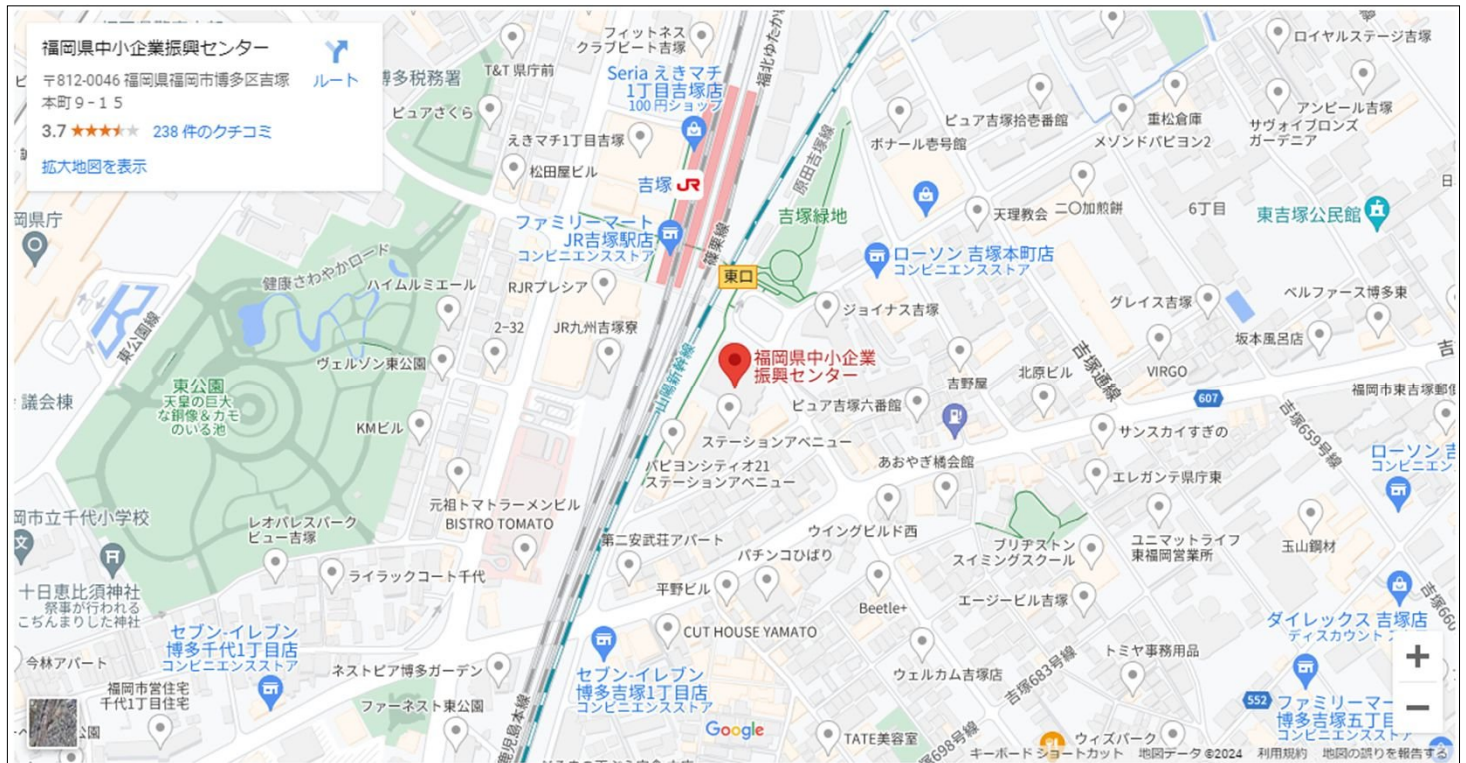 福岡県中小企業振興センター
〒812-0046 福岡県福岡市博多区吉塚
本町9-15
3.7
238 件のクチコミ
拡大地図を表示
ルート
博多税務署
T&T 県庁前
フィットネス
クラブビート吉塚
福北ゆたか
ロイヤルステージ吉塚
Seria えきマチ
1丁目吉塚店
100 円ショップ
ピュアさくら
えきマチ1丁目吉塚
松田屋ビル
吉塚
JR
原田吉塚線
吉塚緑地
ボナール壱号館
ピュア吉塚拾壱番館
重松倉庫
メゾンドパピヨン2
アンピール吉塚
サヴォイブロンズ
ガーデニア
岡県庁
ファミリーマート
JR吉塚駅店
コンビニエンスストア
篠栗線
東口
天理教会
二〇加煎餅
6丁目
東吉塚公民館
ローソン 吉塚本町店
コンビニエンスストア
健康さわやかロード
ハイムルミエール
RJRプレシア
東公園線
2-32
JR九州吉塚寮
ジョイナス吉塚
グレイス吉塚
ベルファース博多東
坂本風呂店
ヴェルソン東公園
山陽新幹線
福岡県中小企業
振興センター
吉野屋
北原ビル
吉塚通線
VIRGO
福岡市東吉塚郵便
議会棟
東公園
天皇の巨大
な銅像&カモ
のいる池
KMビル
ピュア吉塚六番館
607
サンスカイすぎの
吉塚659号線
ステーションアベニュー
パピヨンシティオ21
ステーションアベニュー
あおやぎ橘会館
エレガンテ県庁東
ローソン 吉
コンビニエン
岡市立千代小学校
文
レオパレスパーク
ビュー吉塚
元祖トマトラーメンビル
BISTRO TOMATO
第二安武荘アパート
パチンコひばり
ウイングビルド西
ブリヂストン
スイミングスクール
ユニマットライフ
東福岡営業所
玉山鋼材
十日恵比須神社
祭事が行われる
こぢんまりした神社
ライラックコート千代
平野ビル
Beetle+
エージービル吉塚
吉塚660
ダイレックス 吉塚店
ディスカウント
セブン-イレブン
博多千代1丁目店
コンビニエンスストア
CUT HOUSE YAMATO
今林アパート
ネストピア博多ガーデン
セブン-イレブン
博多吉塚1丁目店
コンビニエンスストア
ウェルカム吉塚店
吉塚683号線
トミヤ事務用品
福岡市営住宅
千代1丁目住宅
ファーネスト東公園
鹿児島本線
552
ファミリーマー
博多吉塚五丁目
公園
Google
TATE美容室
698号線
ウィズパーク
キーボード ショートカット
地図データ ©2024
利用規約
地図の誤りを報告する